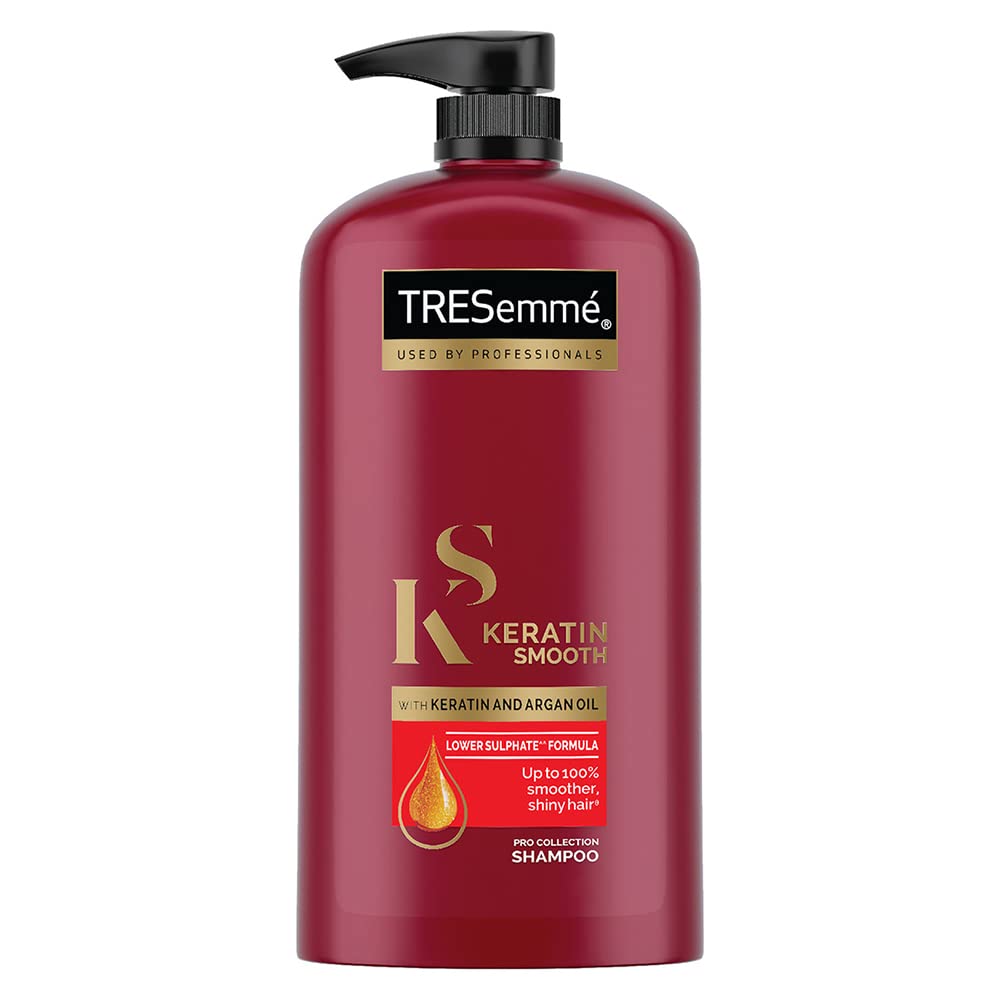 TRESemmé®
USED BY PROFESSIONALS
KS
KERATIN
SMOOTH
WITH KERATIN AND ARGAN OIL
LOWER SULPHATE^^ FORMULA
Up to 100%
smoother,
shiny hair◊
PRO COLLECTION
SHAMPOO